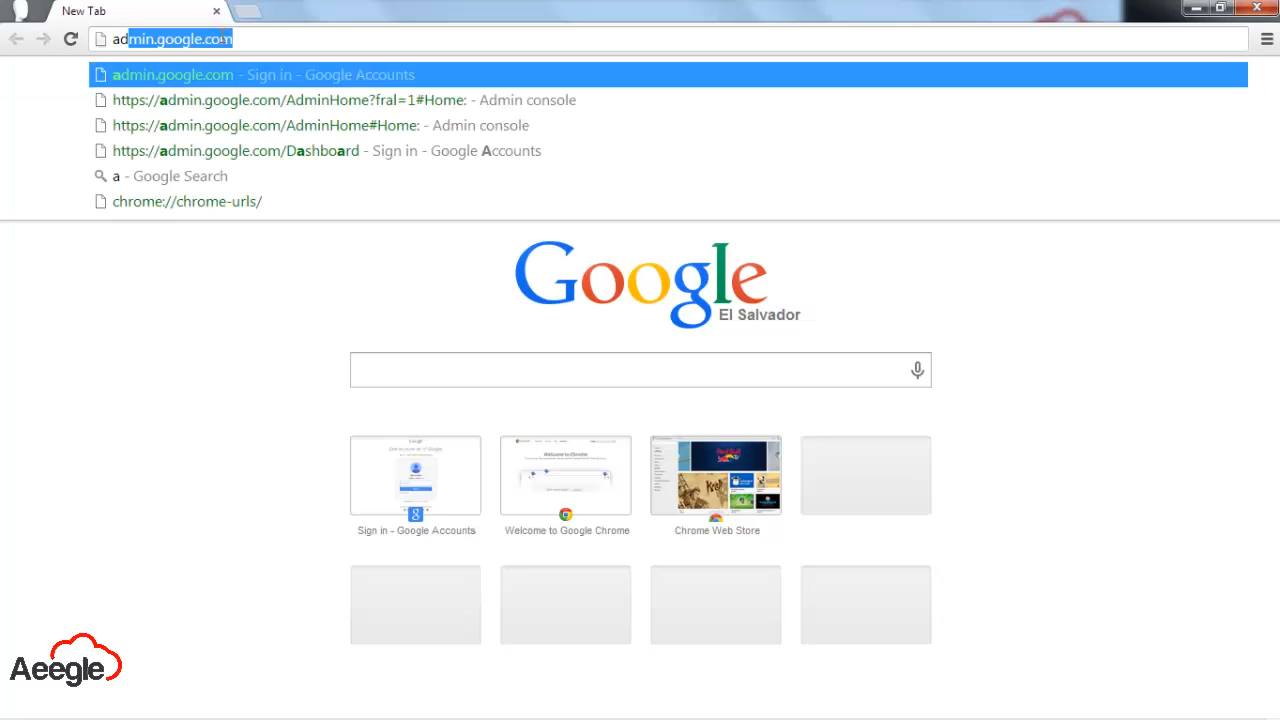 New Tab
admin.google.com
admin.google.com - Sign in - Google Accounts
https://admin.google.com/AdminHome?fral=1#Home: - Admin console
https://admin.google.com/AdminHome#Home: - Admin console
https://admin.google.com/Dashboard - Sign in - Google Accounts
a - Google Search
chrome://chrome-urls/
Google
El Salvador
Sign in - Google Accounts
Welcome to Google Chrome
Chrome Web Store
Aeegle